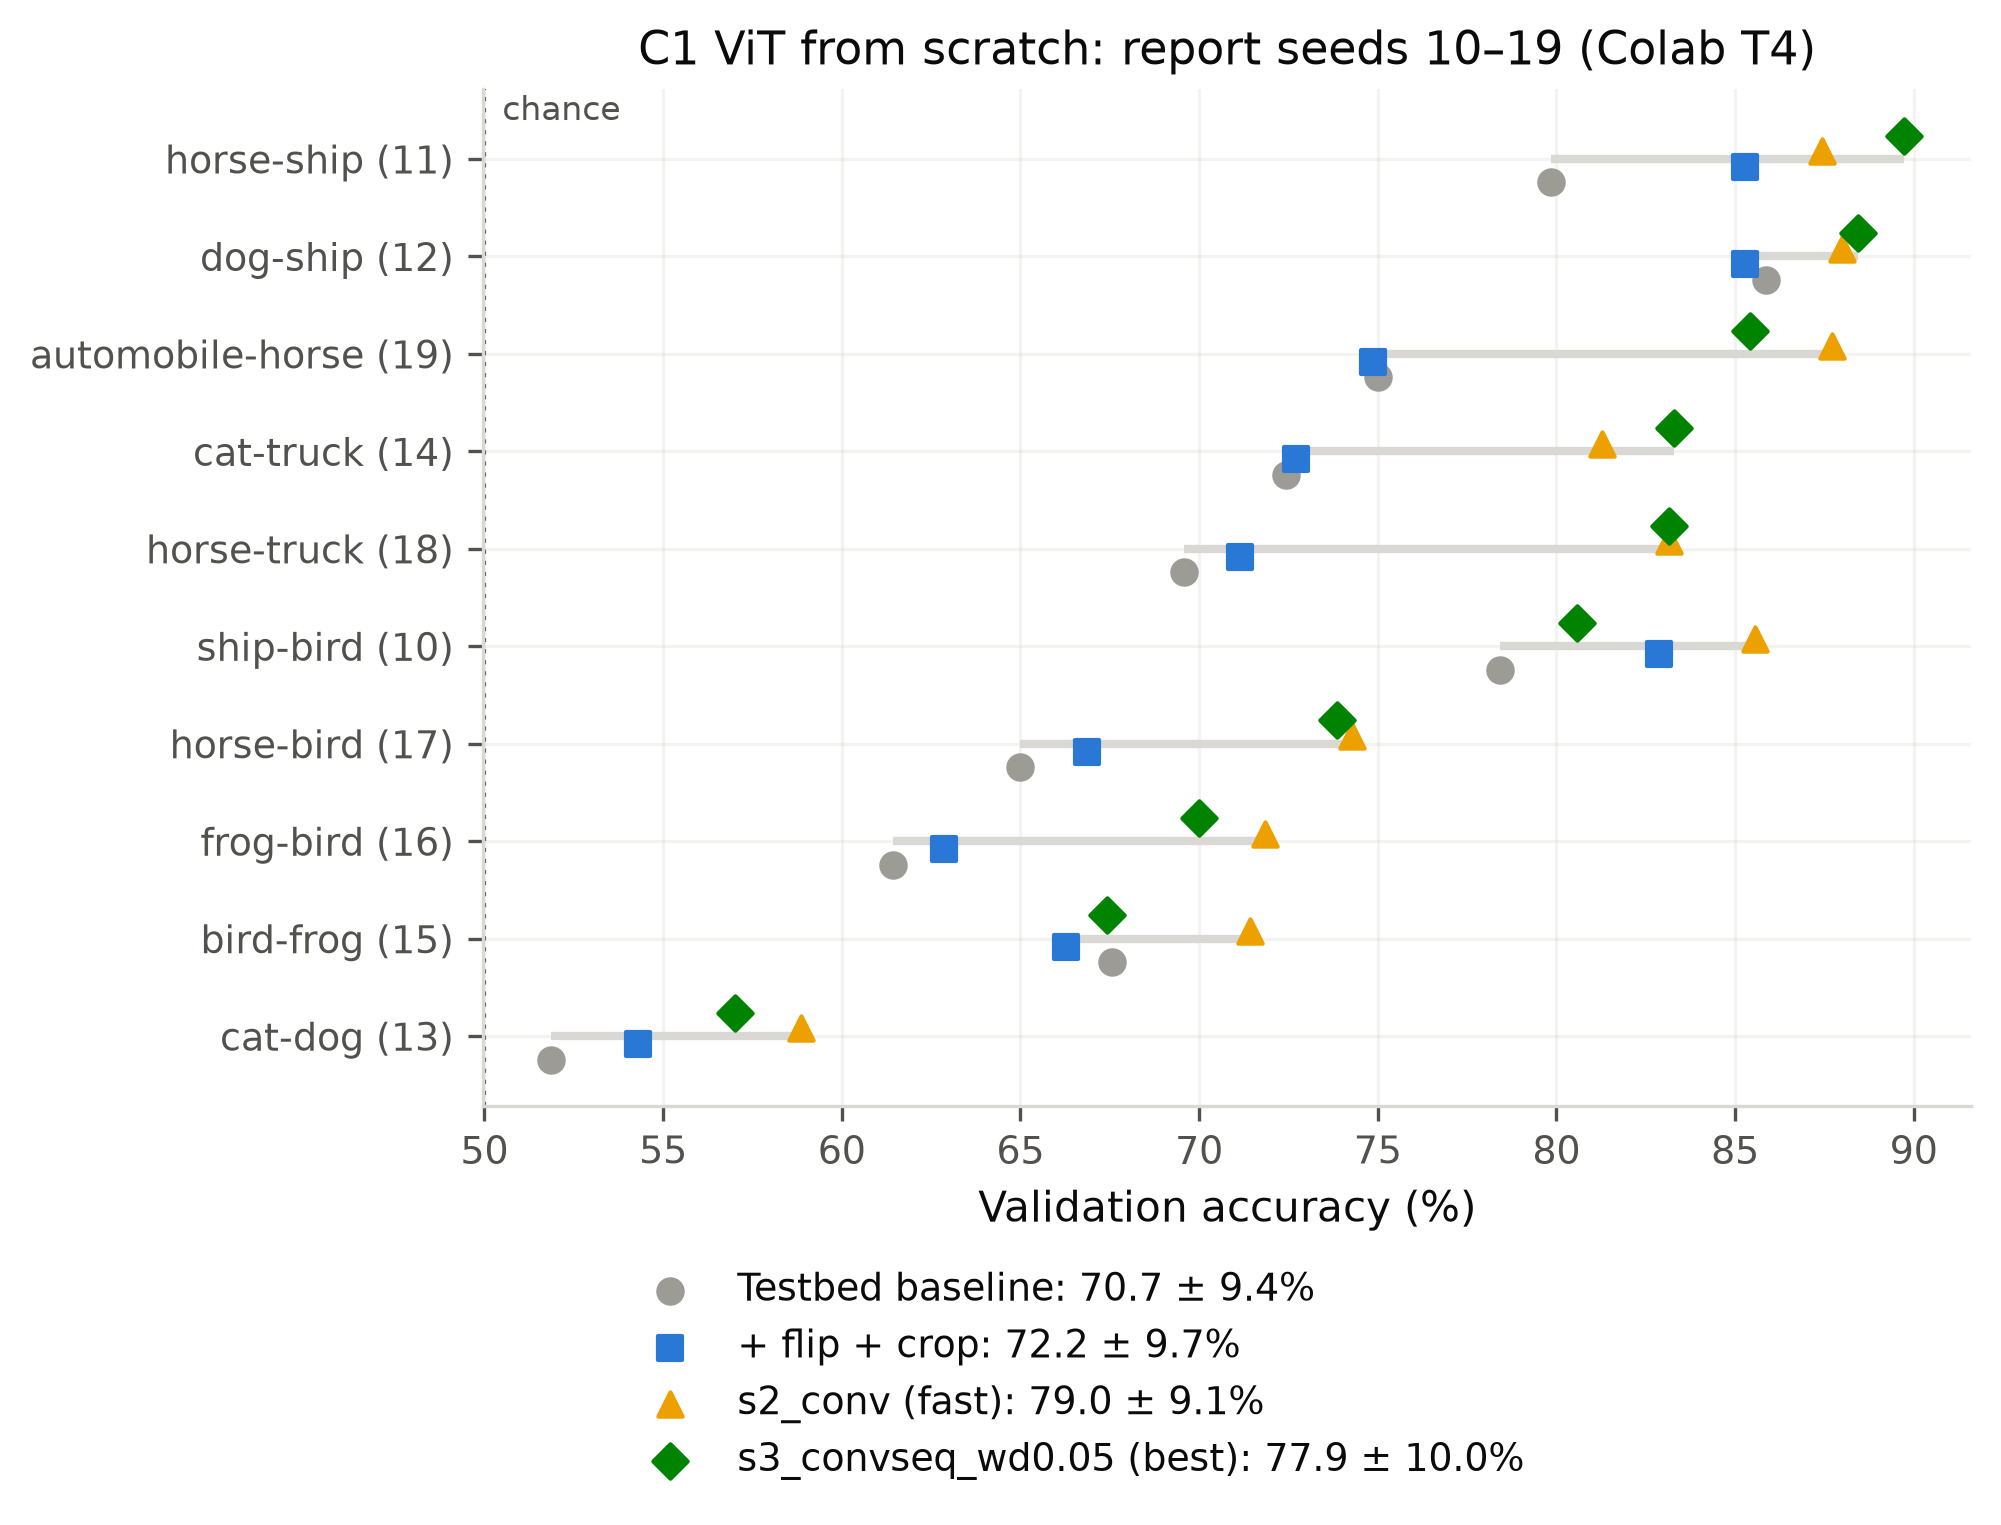 C1 ViT from scratch: report seeds 10–19 (Colab T4)
chance
horse-ship (11)
dog-ship (12)
automobile-horse (19)
cat-truck (14)
horse-truck (18)
ship-bird (10)
horse-bird (17)
frog-bird (16)
bird-frog (15)
cat-dog (13)
50 55 60 65 70 75 80 85 90
Validation accuracy (%)
Testbed baseline: 70.7 ± 9.4%
+ flip + crop: 72.2 ± 9.7%
s2_conv (fast): 79.0 ± 9.1%
s3_convseq_wd0.05 (best): 77.9 ± 10.0%